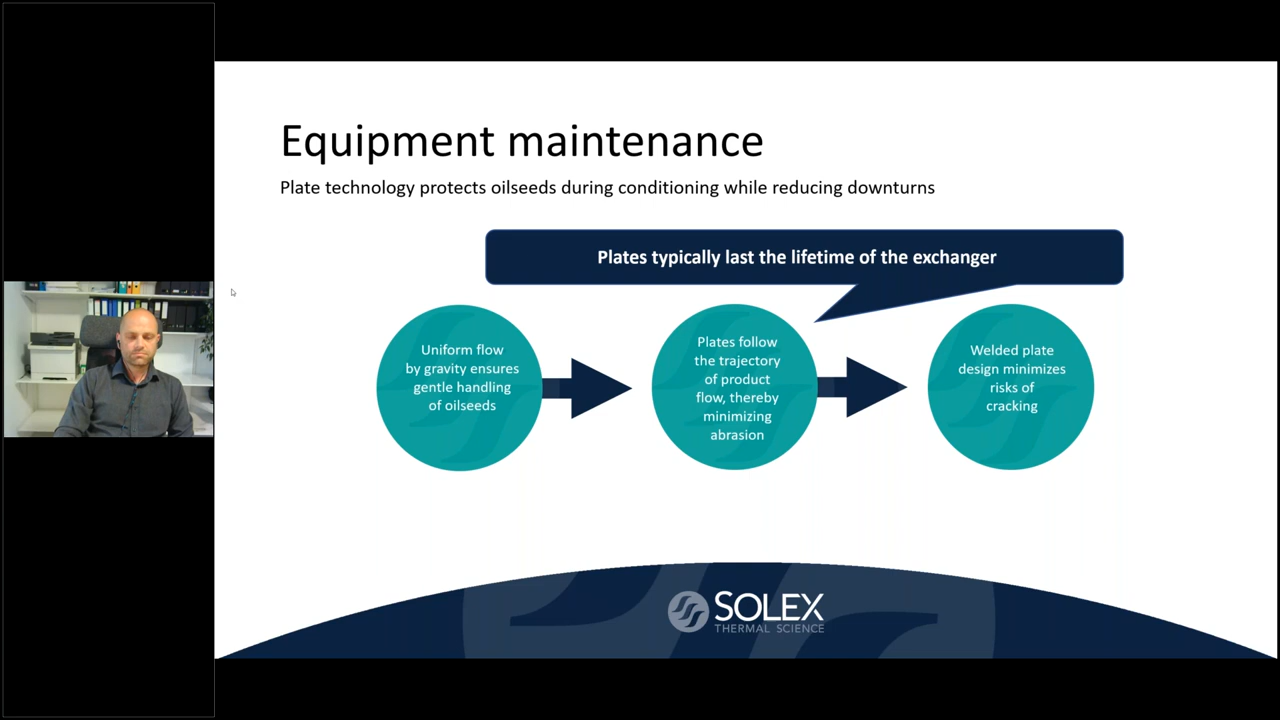 Equipment maintenance
Plate technology protects oilseeds during conditioning while reducing downturns
Plates typically last the lifetime of the exchanger
Uniform flow
by gravity ensures
gentle handling
of oilseeds
Plates follow
the trajectory
of product
flow, thereby
minimizing
abrasion
Welded plate
design minimizes
risks of
cracking
SOLEX
THERMAL SCIENCE